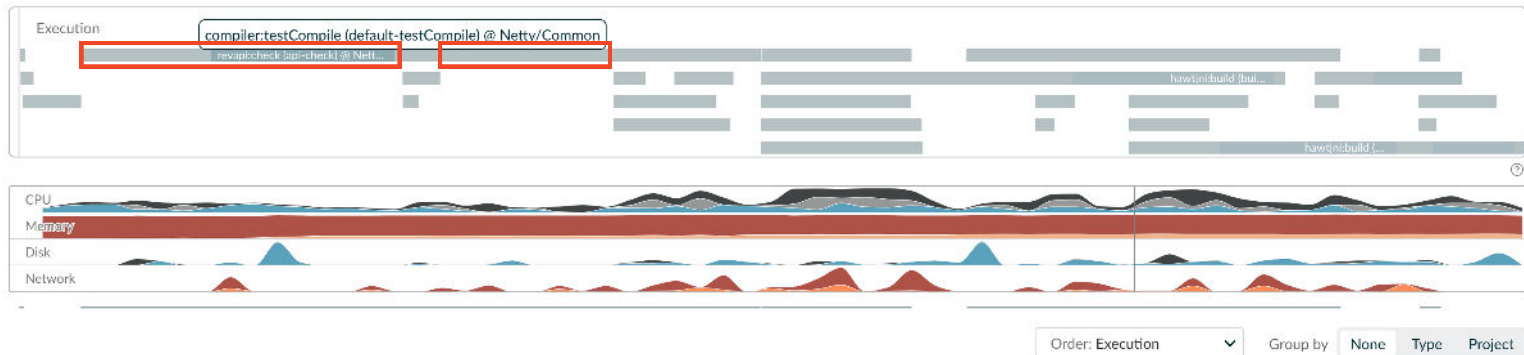 Execution
compiler:testCompile (default-testCompile) @ Netty/Common
revapi:check (api-check) @ Nett...
hawtjni:build (bui...
hawtjni:build (...
CPU
Memory
Disk
Network
Order: Execution Group by None Type Project